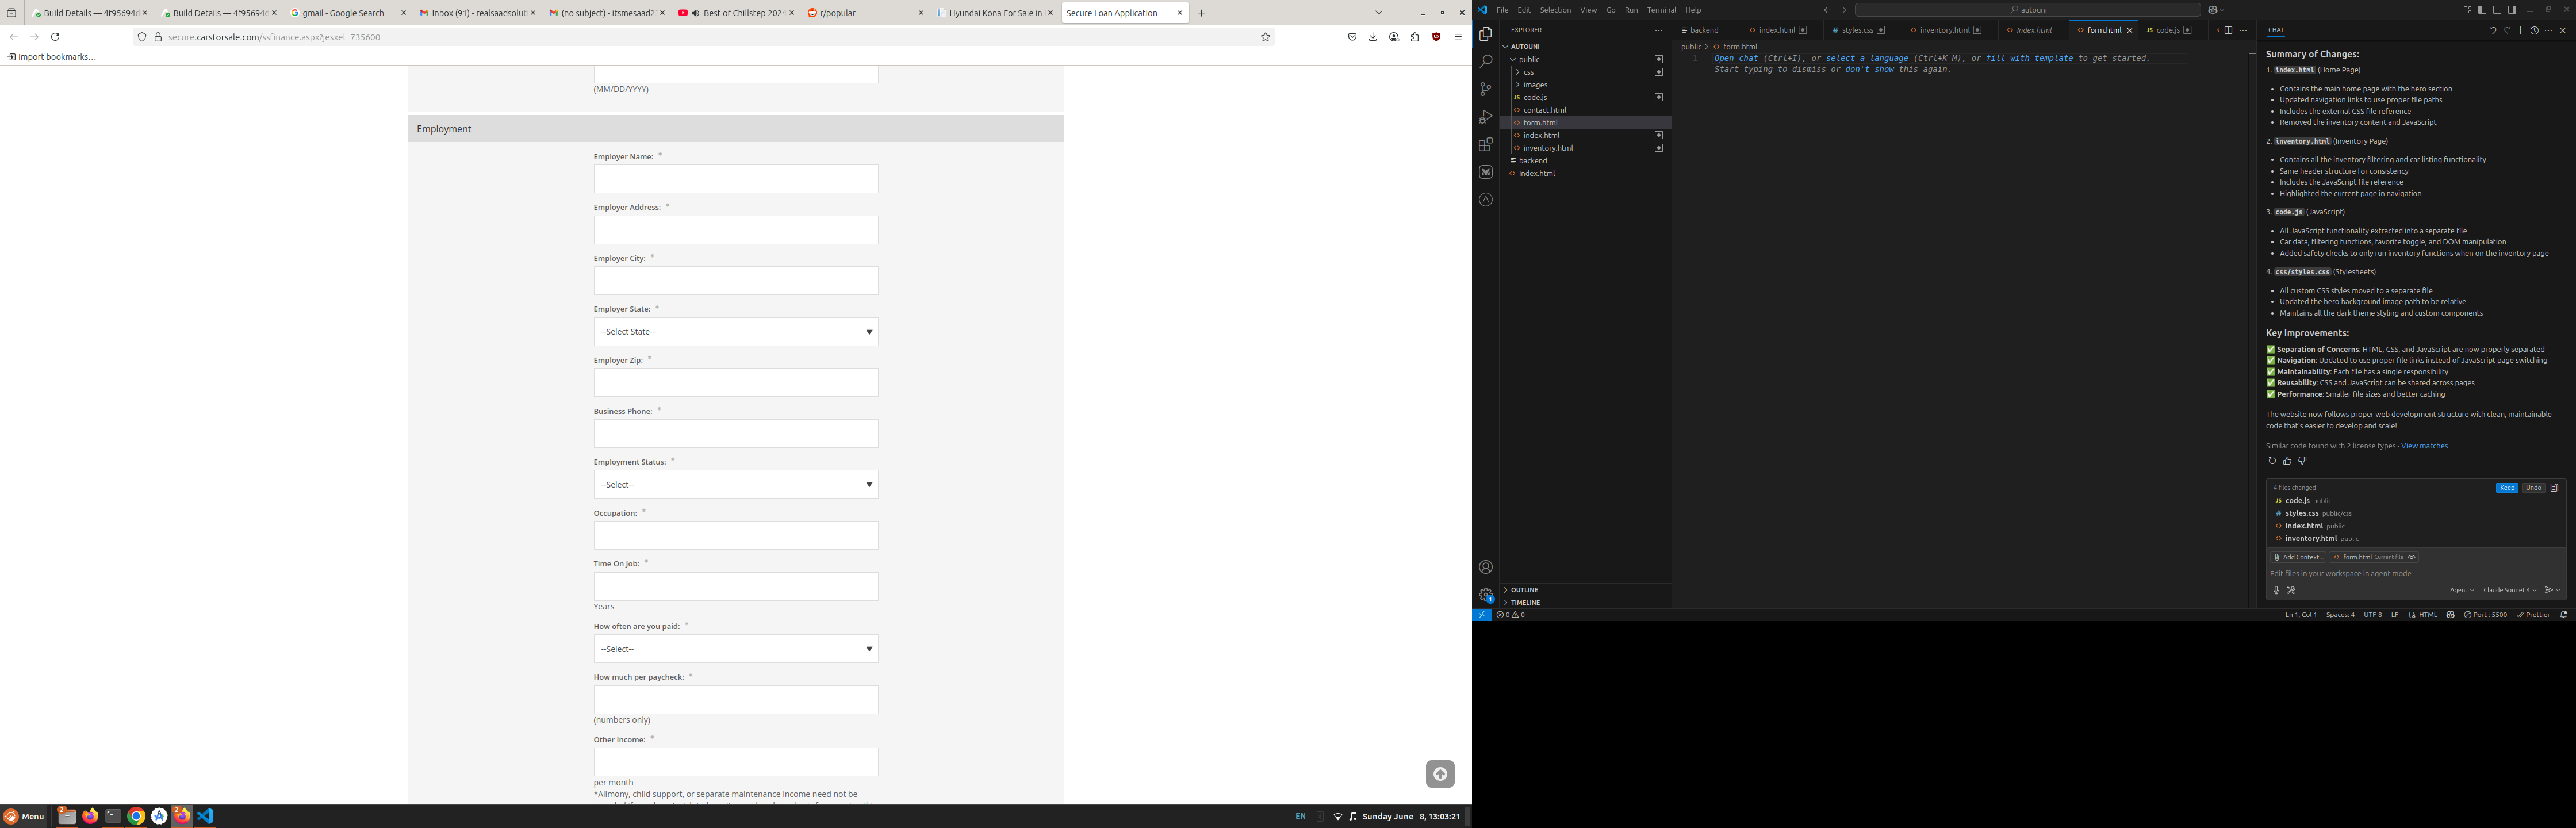 Build Details — 4f95694c
Build Details — 4f95694c
gmail - Google Search
Inbox (91) - realsaadsolut
(no subject) - itsmesaad2
Best of Chillstep 2024
r/popular
Hyundai Kona For Sale in
Secure Loan Application
secure.carsforsale.com/ssfinance.aspx?jesxel=735600
Import bookmarks…
(MM/DD/YYYY)
Employment
Employer Name: *
Employer Address: *
Employer City: *
Employer State: *
--Select State--
Employer Zip: *
Business Phone: *
Employment Status: *
--Select--
Occupation: *
Time On Job: *
Years
How often are you paid: *
--Select--
How much per paycheck: *
(numbers only)
Other Income: *
per month
*Alimony, child support, or separate maintenance income need not be
Menu
2
2
EN
Sunday June 8, 13:03:21
File Edit Selection View Go Run Terminal Help
autouni
EXPLORER
AUTOUNI
public
css
images
code.js
contact.html
form.html
index.html
inventory.html
backend
Index.html
OUTLINE
TIMELINE
backend
index.html
styles.css
inventory.html
Index.html
form.html
code.js
public > form.html
1
Open chat (Ctrl+I), or select a language (Ctrl+K M), or fill with template to get started.
Start typing to dismiss or don't show this again.
CHAT
Summary of Changes:
1. index.html (Home Page)
• Contains the main home page with the hero section
• Updated navigation links to use proper file paths
• Includes the external CSS file reference
• Removed the inventory content and JavaScript
2. inventory.html (Inventory Page)
• Contains all the inventory filtering and car listing functionality
• Same header structure for consistency
• Includes the JavaScript file reference
• Highlighted the current page in navigation
3. code.js (JavaScript)
• All JavaScript functionality extracted into a separate file
• Car data, filtering functions, favorite toggle, and DOM manipulation
• Added safety checks to only run inventory functions when on the inventory page
4. css/styles.css (Stylesheets)
• All custom CSS styles moved to a separate file
• Updated the hero background image path to be relative
• Maintains all the dark theme styling and custom components
Key Improvements:
✅ Separation of Concerns: HTML, CSS, and JavaScript are now properly separated
✅ Navigation: Updated to use proper file links instead of JavaScript page switching
✅ Maintainability: Each file has a single responsibility
✅ Reusability: CSS and JavaScript can be shared across pages
✅ Performance: Smaller file sizes and better caching
The website now follows proper web development structure with clean, maintainable
code that's easier to develop and scale!
Similar code found with 2 license types - View matches
4 files changed
Keep
Undo
code.js public
styles.css public/css
index.html public
inventory.html public
Add Context...
form.html Current file
Edit files in your workspace in agent mode
Agent
Claude Sonnet 4
1
0 0
Ln 1, Col 1
Spaces: 4
UTF-8
LF
HTML
Port : 5500
Prettier